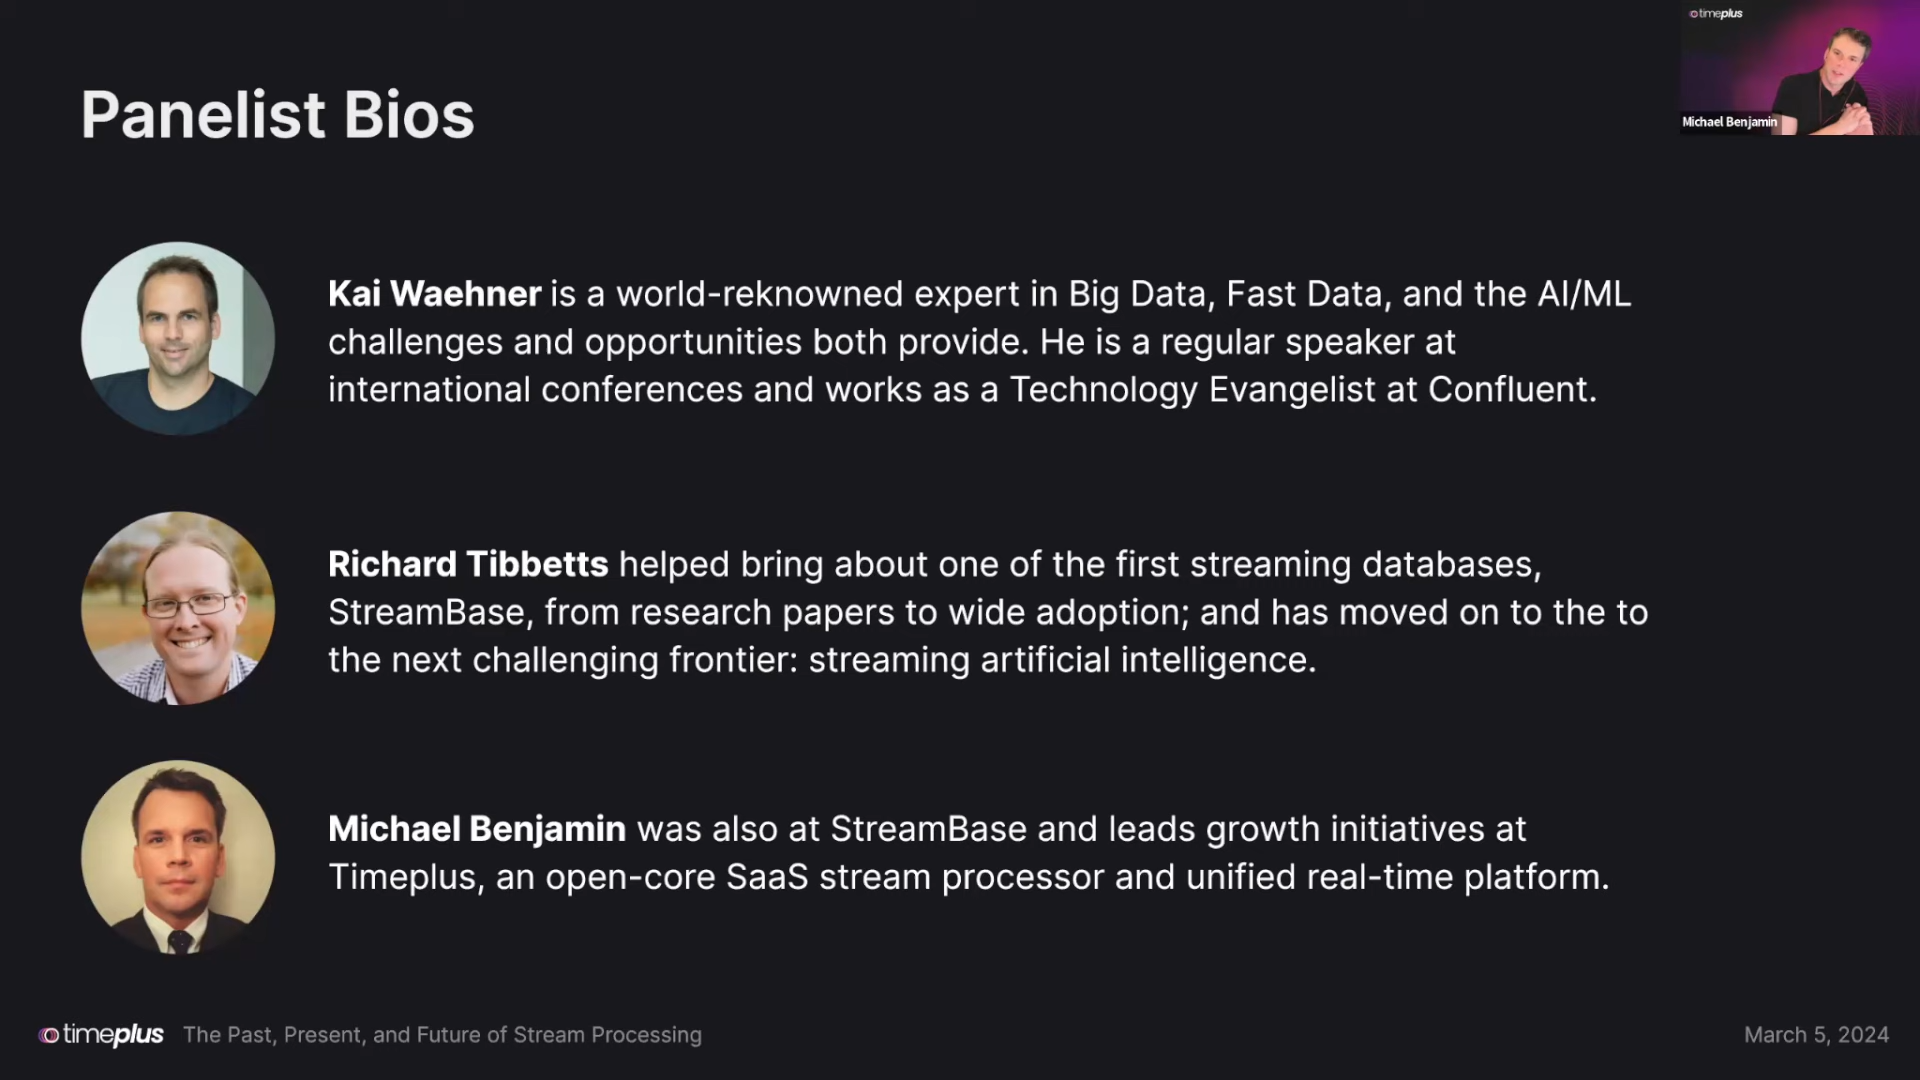 timeplus
Michael Benjamin
Panelist Bios
Kai Waehner is a world-reknowned expert in Big Data, Fast Data, and the AI/ML
challenges and opportunities both provide. He is a regular speaker at
international conferences and works as a Technology Evangelist at Confluent.
Richard Tibbetts helped bring about one of the first streaming databases,
StreamBase, from research papers to wide adoption; and has moved on to the to
the next challenging frontier: streaming artificial intelligence.
Michael Benjamin was also at StreamBase and leads growth initiatives at
Timeplus, an open-core SaaS stream processor and unified real-time platform.
timeplus The Past, Present, and Future of Stream Processing
March 5, 2024